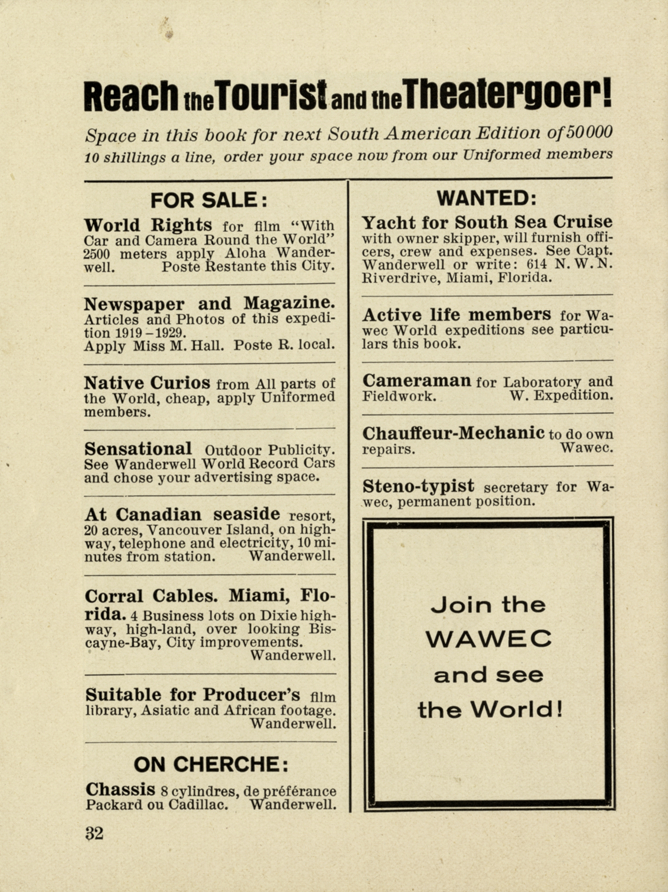 Reach the Tourist and the Theatergoer!
Space in this book for next South American Edition of 50000
10 shillings a line, order your space now from our Uniformed members
FOR SALE:
World Rights for film "With
Car and Camera Round the World"
2500 meters apply Aloha Wander-
well. Poste Restante this City.
Newspaper and Magazine.
Articles and Photos of this expedi-
tion 1919–1929.
Apply Miss M. Hall. Poste R. local.
Native Curios from All parts of
the World, cheap, apply Uniformed
members.
Sensational Outdoor Publicity.
See Wanderwell World Record Cars
and chose your advertising space.
At Canadian seaside resort,
20 acres, Vancouver Island, on high-
way, telephone and electricity, 10 mi-
nutes from station. Wanderwell.
Corral Cables. Miami, Flo-
rida. 4 Business lots on Dixie high-
way, high-land, over looking Bis-
cayne-Bay, City improvements.
Wanderwell.
Suitable for Producer's film
library, Asiatic and African footage.
Wanderwell.
ON CHERCHE:
Chassis 8 cylindres, de préférance
Packard ou Cadillac. Wanderwell.
WANTED:
Yacht for South Sea Cruise
with owner skipper, will furnish offi-
cers, crew and expenses. See Capt.
Wanderwell or write: 614 N. W. N.
Riverdrive, Miami, Florida.
Active life members for Wa-
wec World expeditions see particu-
lars this book.
Cameraman for Laboratory and
Fieldwork. W. Expedition.
Chauffeur-Mechanic to do own
repairs. Wawec.
Steno-typist secretary for Wa-
wec, permanent position.
Join the
WAWEC
and see
the World!
32